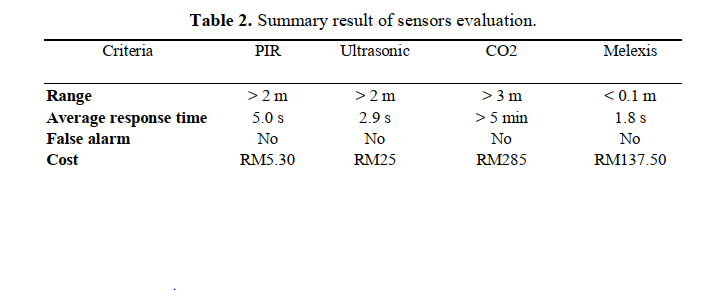 Table 2. Summary result of sensors evaluation.
Criteria PIR Ultrasonic CO2 Melexis
Range > 2 m > 2 m > 3 m < 0.1 m
Average response time 5.0 s 2.9 s > 5 min 1.8 s
False alarm No No No No
Cost RM5.30 RM25 RM285 RM137.50